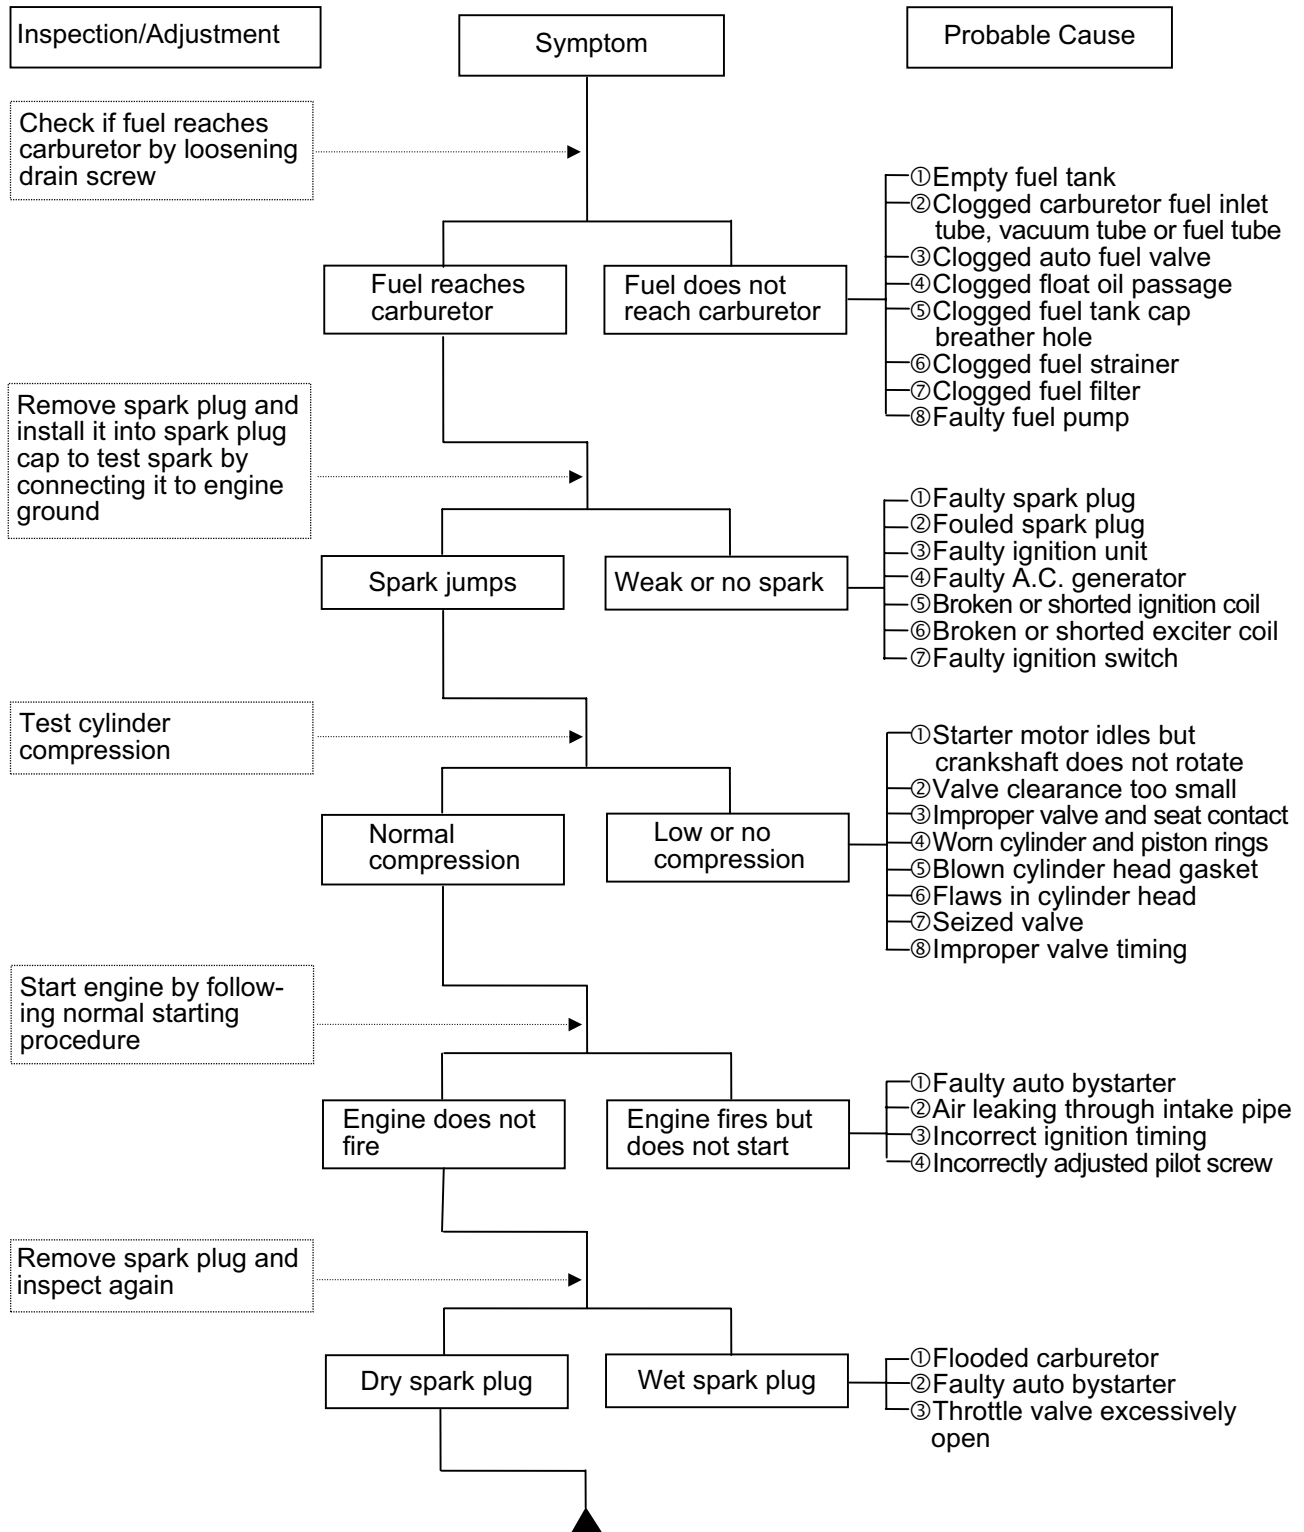 Inspection/Adjustment
Symptom
Probable Cause
Check if fuel reaches
carburetor by loosening
drain screw
①Empty fuel tank
②Clogged carburetor fuel inlet
tube, vacuum tube or fuel tube
③Clogged auto fuel valve
④Clogged float oil passage
⑤Clogged fuel tank cap
breather hole
⑥Clogged fuel strainer
⑦Clogged fuel filter
⑧Faulty fuel pump
Fuel reaches
carburetor
Fuel does not
reach carburetor
Remove spark plug and
install it into spark plug
cap to test spark by
connecting it to engine
ground
①Faulty spark plug
②Fouled spark plug
③Faulty ignition unit
④Faulty A.C. generator
⑤Broken or shorted ignition coil
⑥Broken or shorted exciter coil
⑦Faulty ignition switch
Spark jumps
Weak or no spark
Test cylinder
compression
①Starter motor idles but
crankshaft does not rotate
②Valve clearance too small
③Improper valve and seat contact
④Worn cylinder and piston rings
⑤Blown cylinder head gasket
⑥Flaws in cylinder head
⑦Seized valve
⑧Improper valve timing
Normal
compression
Low or no
compression
Start engine by follow-
ing normal starting
procedure
①Faulty auto bystarter
②Air leaking through intake pipe
③Incorrect ignition timing
④Incorrectly adjusted pilot screw
Engine does not
fire
Engine fires but
does not start
Remove spark plug and
inspect again
Dry spark plug
Wet spark plug
①Flooded carburetor
②Faulty auto bystarter
③Throttle valve excessively
open